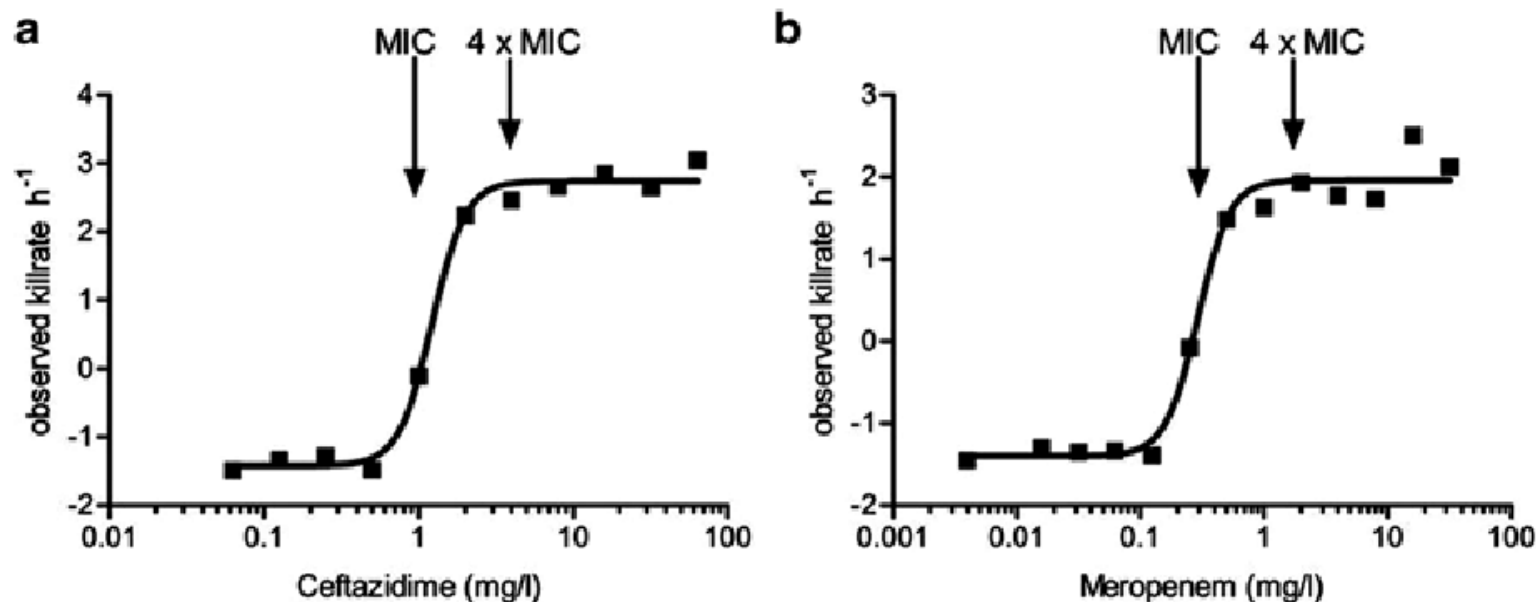 a
MIC 4 x MIC
4
3
2
1
0
-1
-2
observed killrate h-1
0.01 0.1 1 10 100
Ceftazidime (mg/l)
b
MIC 4 x MIC
3
2
1
0
-1
-2
observed killrate h-1
0.001 0.01 0.1 1 10 100
Meropenem (mg/l)